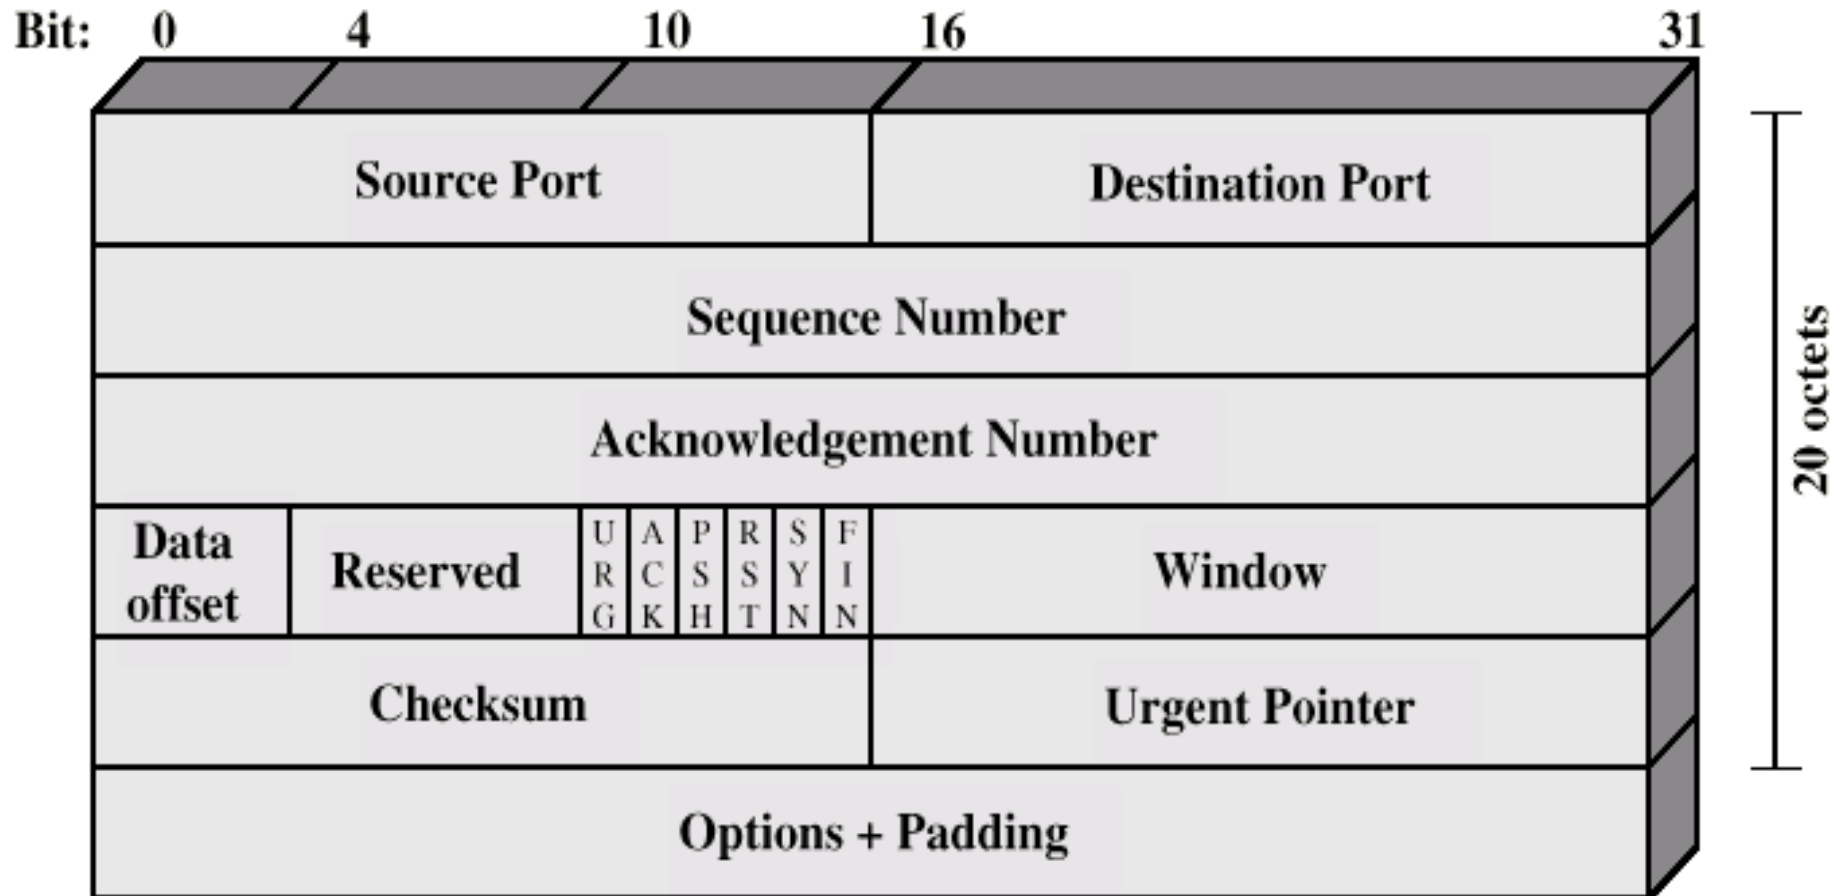 Bit: 0 4 10 16 31
Source Port Destination Port
Sequence Number
Acknowledgement Number
Data offset Reserved URG ACK PSH RST SYN FIN Window
Checksum Urgent Pointer
Options + Padding
20 octets